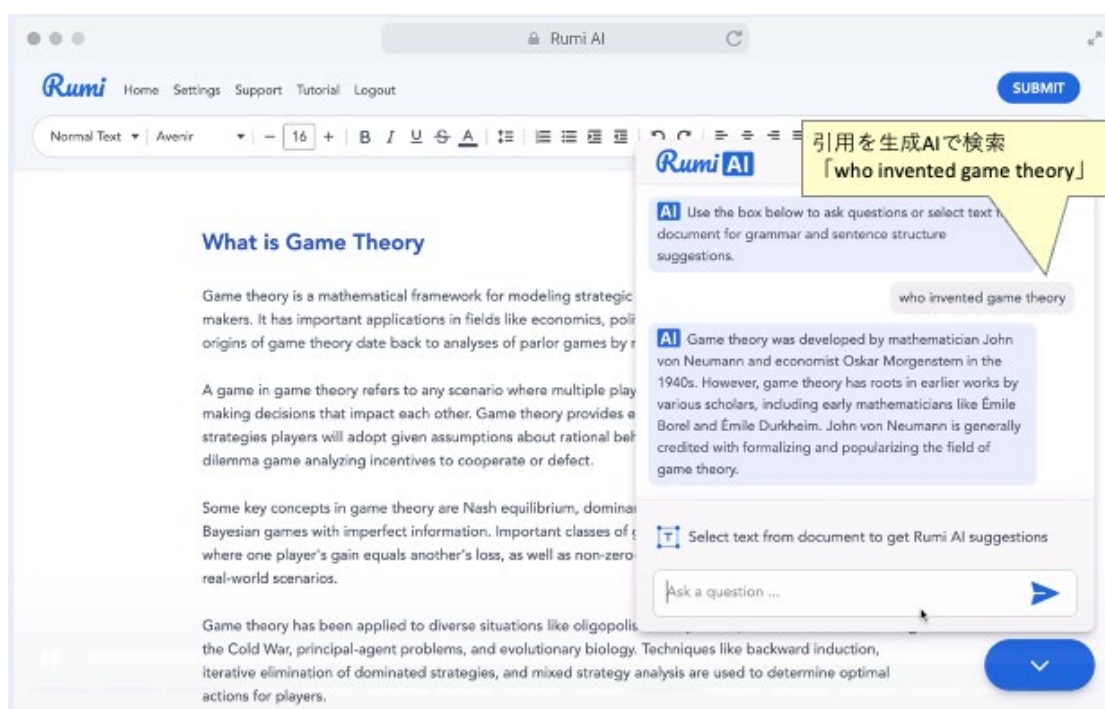 Rumi AI
Rumi Home Settings Support Tutorial Logout
SUBMIT
Normal Text Avenir 16 B I U S A
引用を生成AIで検索
「who invented game theory」
Rumi AI
AI Use the box below to ask questions or select text
document for grammar and sentence structure
suggestions.
who invented game theory
AI Game theory was developed by mathematician John
von Neumann and economist Oskar Morgenstern in the
1940s. However, game theory has roots in earlier works by
various scholars, including early mathematicians like Émile
Borel and Émile Durkheim. John von Neumann is generally
credited with formalizing and popularizing the field of
game theory.
T Select text from document to get Rumi AI suggestions
Ask a question ...
What is Game Theory
Game theory is a mathematical framework for modeling strategic
makers. It has important applications in fields like economics,
origins of game theory date back to analyses of parlor games by
A game in game theory refers to any scenario where multiple
making decisions that impact each other. Game theory provides
strategies players will adopt given assumptions about rational
dilemma game analyzing incentives to cooperate or defect.
Some key concepts in game theory are Nash equilibrium,
Bayesian games with imperfect information. Important classes of
where one player's gain equals another's loss, as well as
real-world scenarios.
Game theory has been applied to diverse situations like
the Cold War, principal-agent problems, and evolutionary biology. Techniques like backward induction,
iterative elimination of dominated strategies, and mixed strategy analysis are used to determine optimal
actions for players.